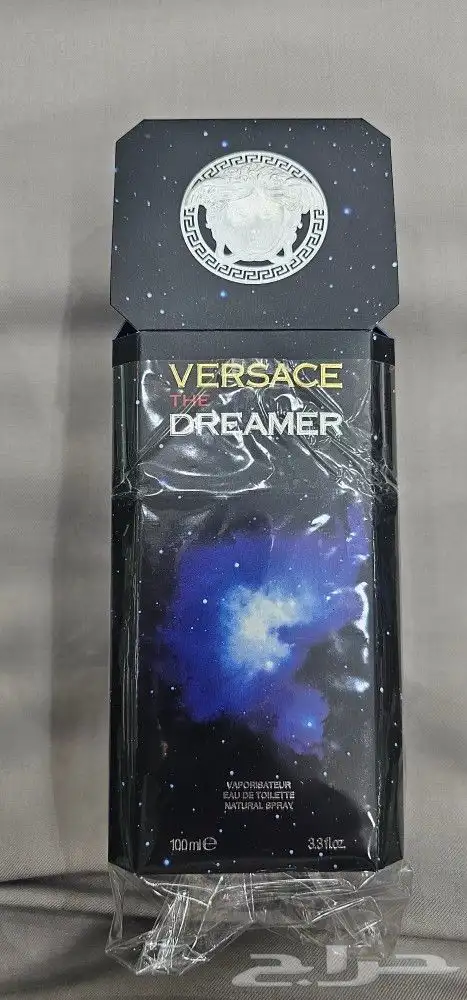 VERSACE
THE
DREAMER
VAPORISATEUR
EAU DE TOILETTE
NATURAL SPRAY
100 ml ℮
3.3 fl.oz.
حراج